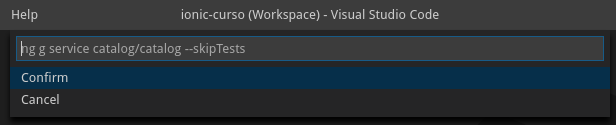 Help
ionic-curso (Workspace) - Visual Studio Code
ng g service catalog/catalog --skipTests
Confirm
Cancel